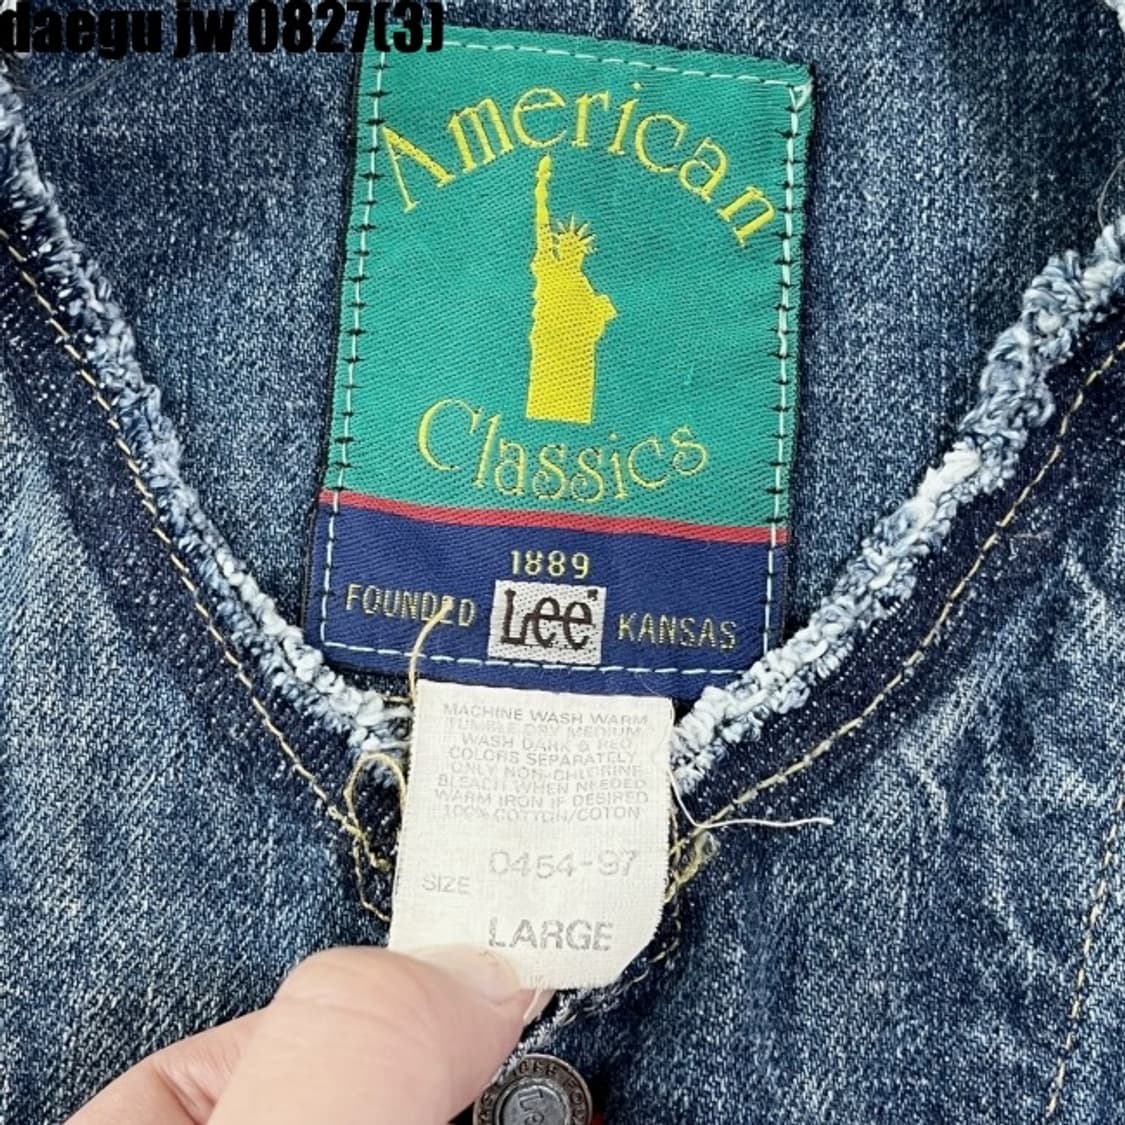 daegu jw 0827(3)
American
Classics
1889
FOUNDED Lee KANSAS
MACHINE WASH WARM
TUMBLE DRY MEDIUM
WASH DARK & RED
COLORS SEPARATELY
ONLY NON-CHLORINE
BLEACH WHEN NEEDED
WARM IRON IF DESIRED
100% COTTON/COTON
0454-97
SIZE
LARGE